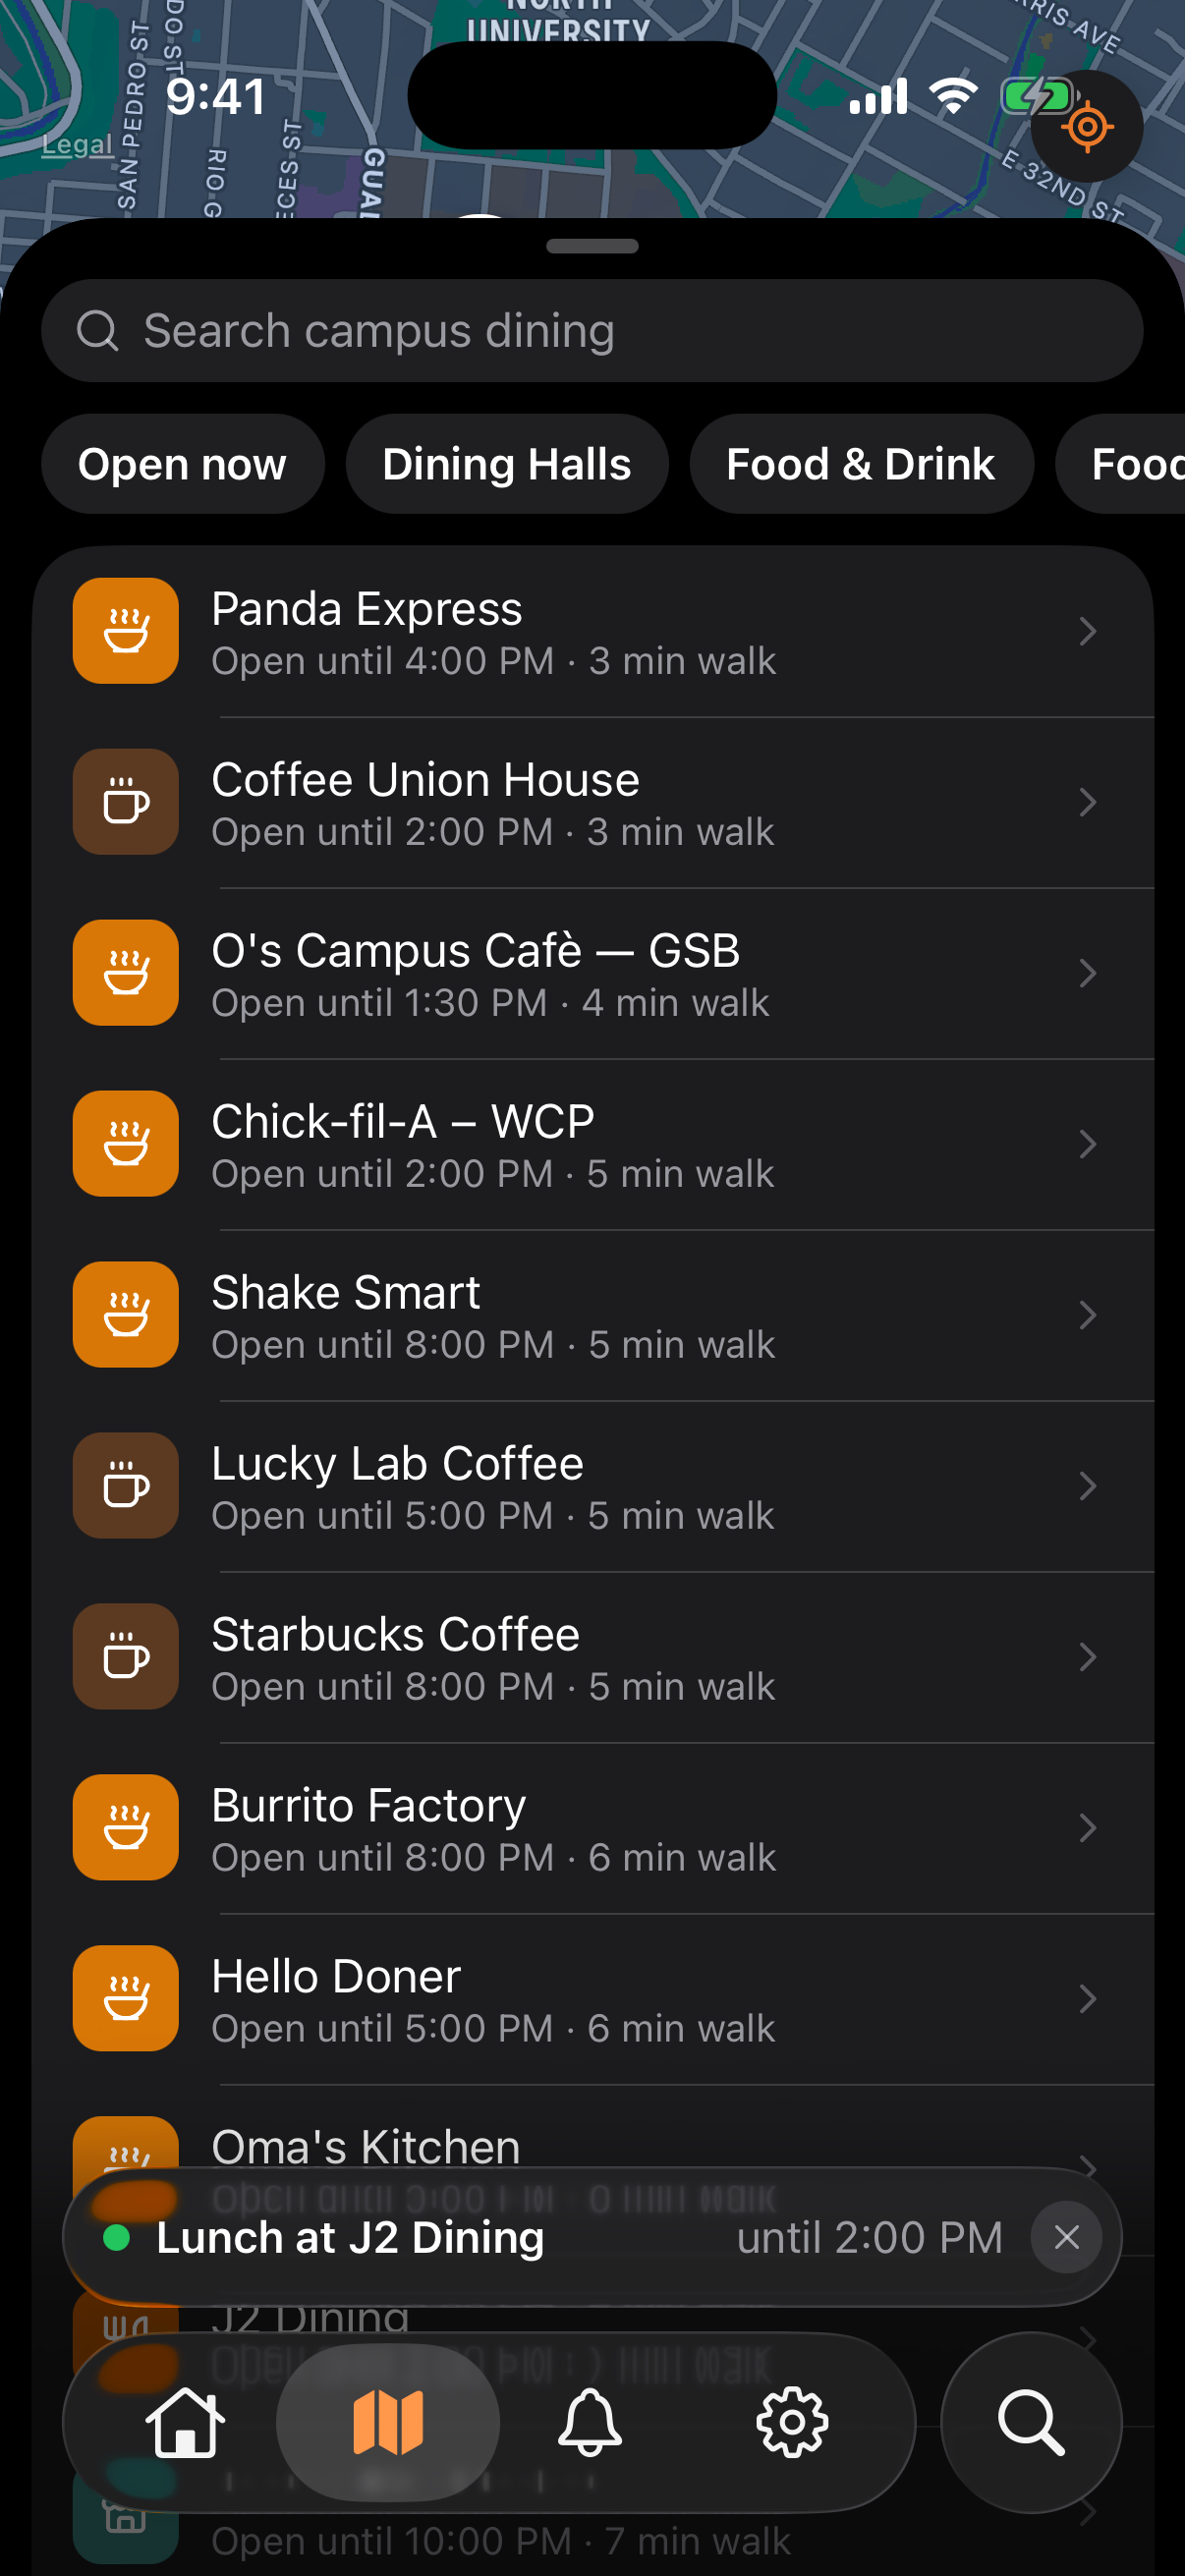 NORTH
UNIVERSITY
9:41
Legal
SAN PEDRO ST
DO ST
RIO G
ECES ST
GUA
RRIS AVE
E 32ND ST
Search campus dining
Open now
Dining Halls
Food & Drink
Food
Panda Express
Open until 4:00 PM · 3 min walk
Coffee Union House
Open until 2:00 PM · 3 min walk
O's Campus Cafè — GSB
Open until 1:30 PM · 4 min walk
Chick-fil-A – WCP
Open until 2:00 PM · 5 min walk
Shake Smart
Open until 8:00 PM · 5 min walk
Lucky Lab Coffee
Open until 5:00 PM · 5 min walk
Starbucks Coffee
Open until 8:00 PM · 5 min walk
Burrito Factory
Open until 8:00 PM · 6 min walk
Hello Doner
Open until 5:00 PM · 6 min walk
Oma's Kitchen
Lunch at J2 Dining
until 2:00 PM
J2 Dining
Open until 10:00 PM · 7 min walk